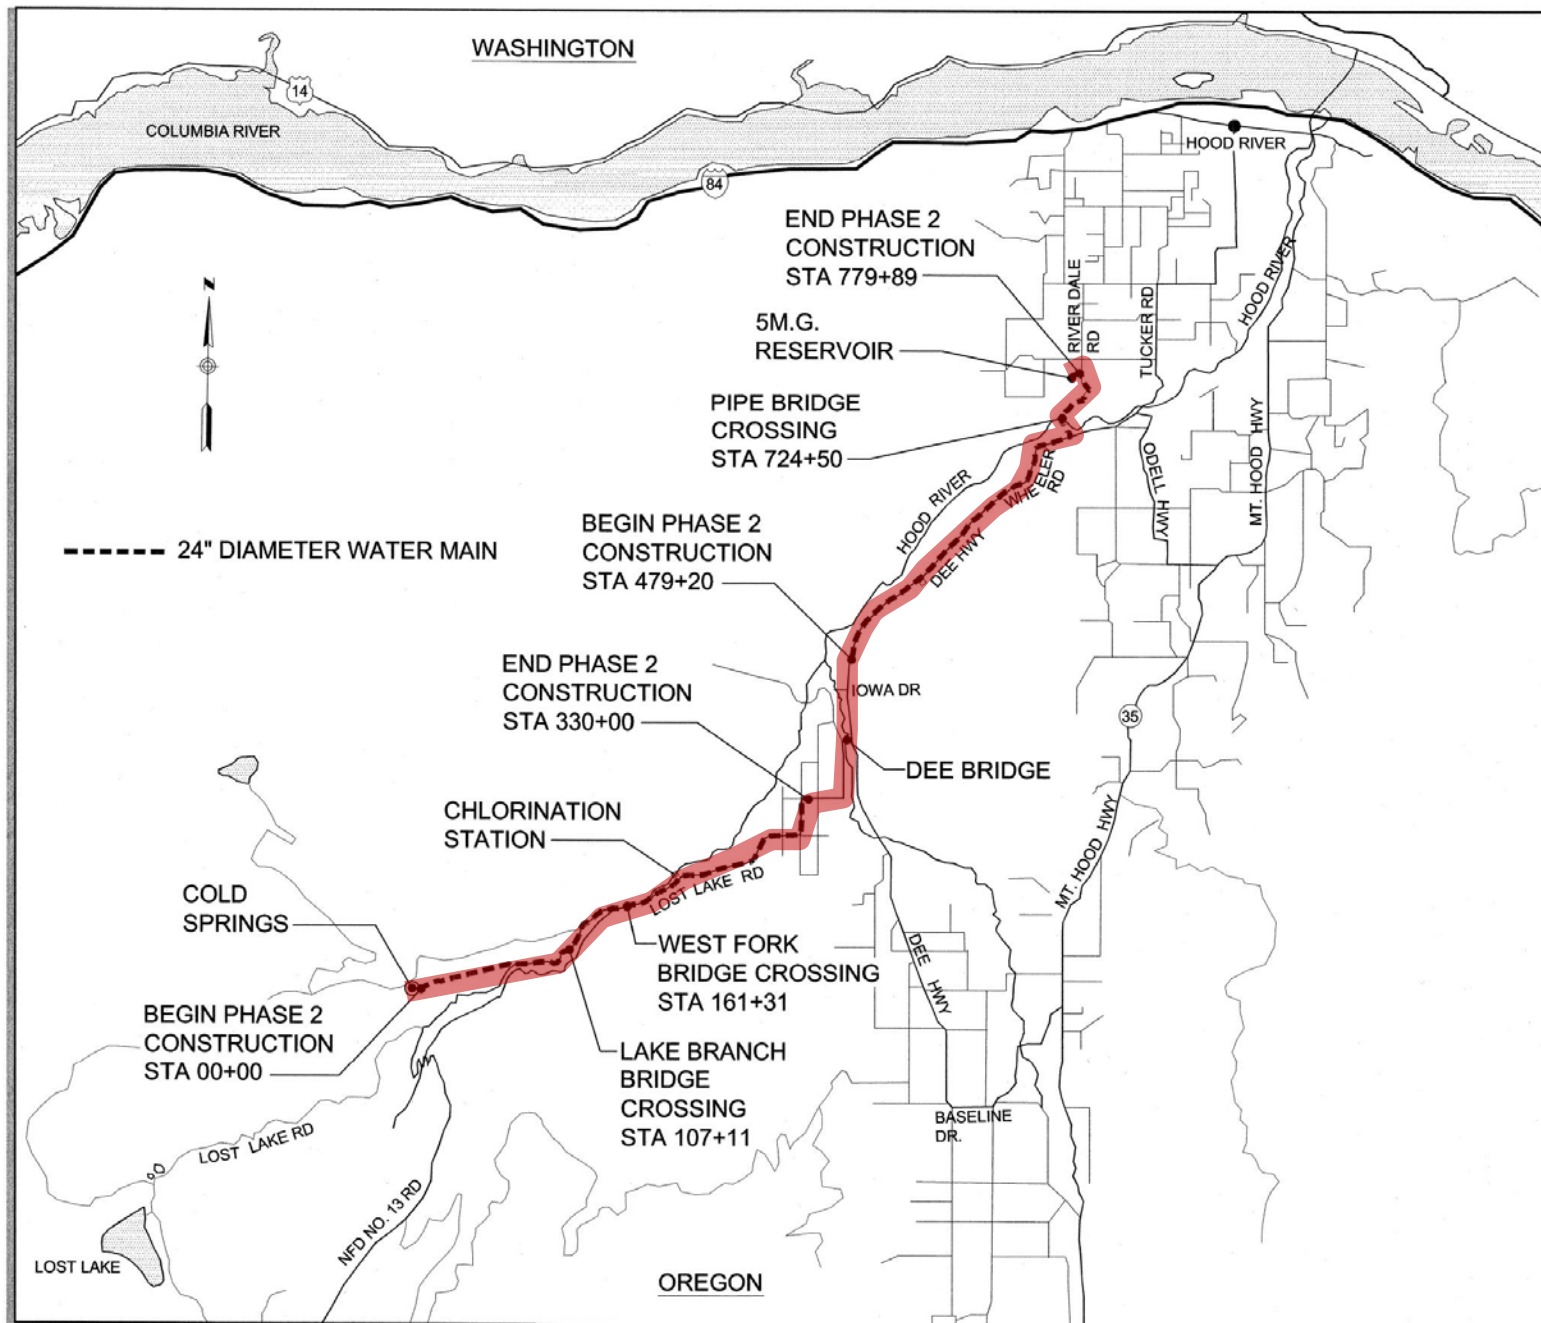 WASHINGTON
14
COLUMBIA RIVER
84
HOOD RIVER
END PHASE 2
CONSTRUCTION
STA 779+89
RIVER DALE
RD
TUCKER RD
HOOD RIVER
N
5M.G.
RESERVOIR
PIPE BRIDGE
CROSSING
STA 724+50
ODELL HWY
MT. HOOD HWY
WHEELER
RD
HOOD RIVER
DEE HWY
24" DIAMETER WATER MAIN
BEGIN PHASE 2
CONSTRUCTION
STA 479+20
END PHASE 2
CONSTRUCTION
STA 330+00
IOWA DR
35
DEE BRIDGE
CHLORINATION
STATION
LOST LAKE RD
MT. HOOD HWY
COLD
SPRINGS
WEST FORK
BRIDGE CROSSING
STA 161+31
DEE HWY
BEGIN PHASE 2
CONSTRUCTION
STA 00+00
LAKE BRANCH
BRIDGE
CROSSING
STA 107+11
BASELINE
DR.
LOST LAKE RD
NFD NO. 13 RD
LOST LAKE
OREGON